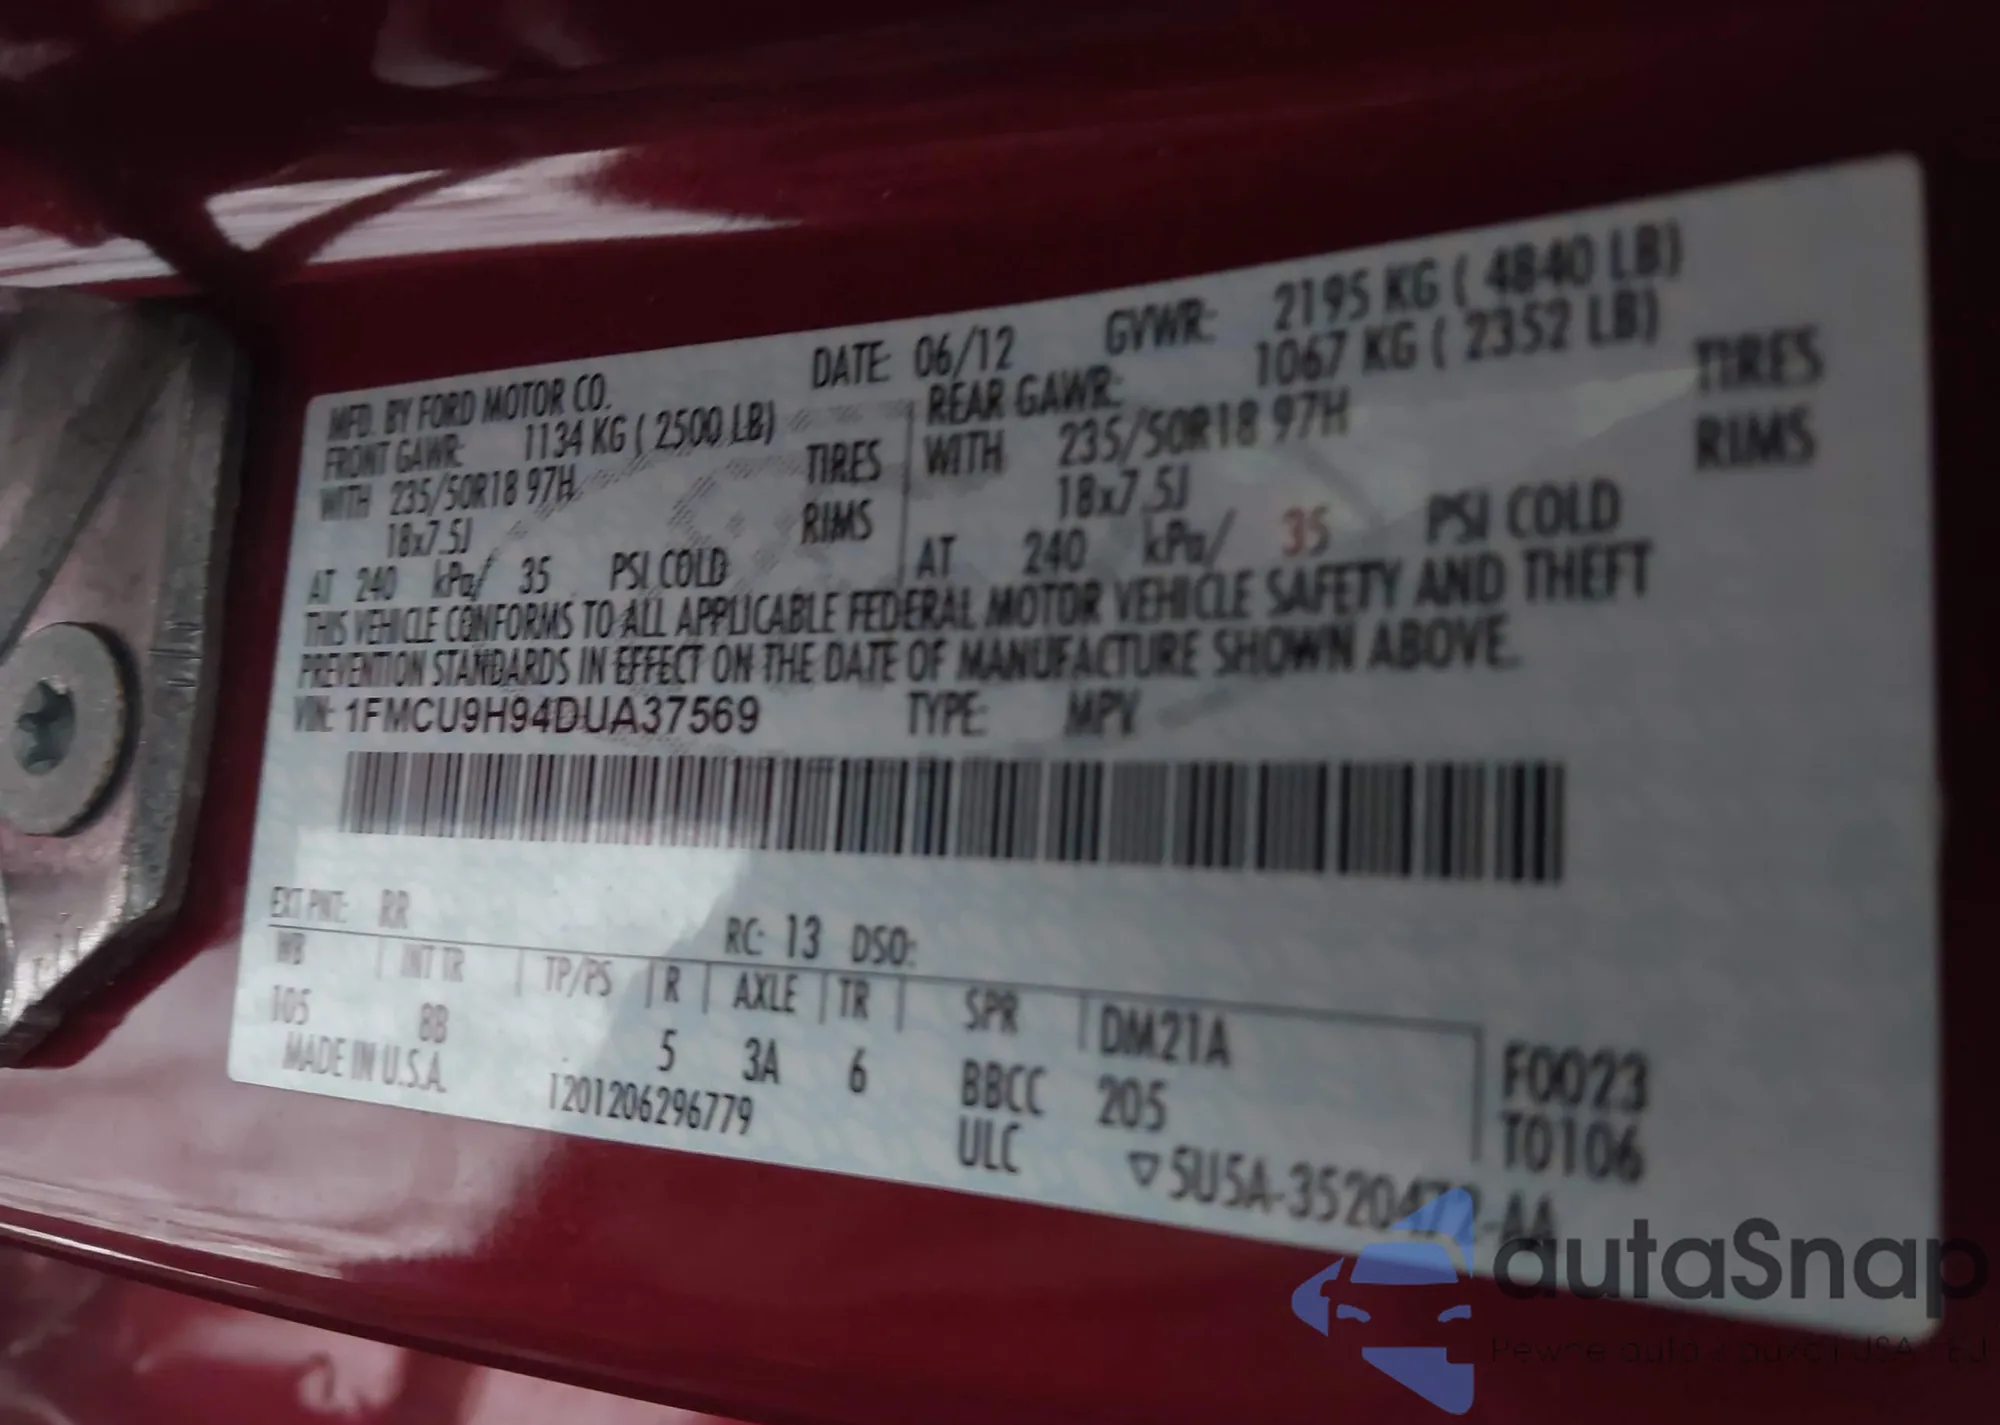 MFD. BY FORD MOTOR CO.
DATE: 06/12
GVWR: 2195 KG ( 4840 LB)
FRONT GAWR: 1134 KG ( 2500 LB)
WITH 235/50R18 97H TIRES
18x7.5J RIMS
AT 240 kPa/ 35 PSI COLD
REAR GAWR: 1067 KG ( 2352 LB)
WITH 235/50R18 97H TIRES
18x7.5J RIMS
AT 240 kPa/ 35 PSI COLD
THIS VEHICLE CONFORMS TO ALL APPLICABLE FEDERAL MOTOR VEHICLE SAFETY AND THEFT
PREVENTION STANDARDS IN EFFECT ON THE DATE OF MANUFACTURE SHOWN ABOVE.
VIN: 1FMCU9H94DUA37569 TYPE: MPV
EXT PNT: RR RC: 13 DSO:
WB INT TR TP/PS R AXLE TR SPR DM21A F0023
105 8B 5 3A 6 BBCC 205 T0106
MADE IN U.S.A. 1201206296779 ULC ▽5U5A-3520472-AA
autaSnap